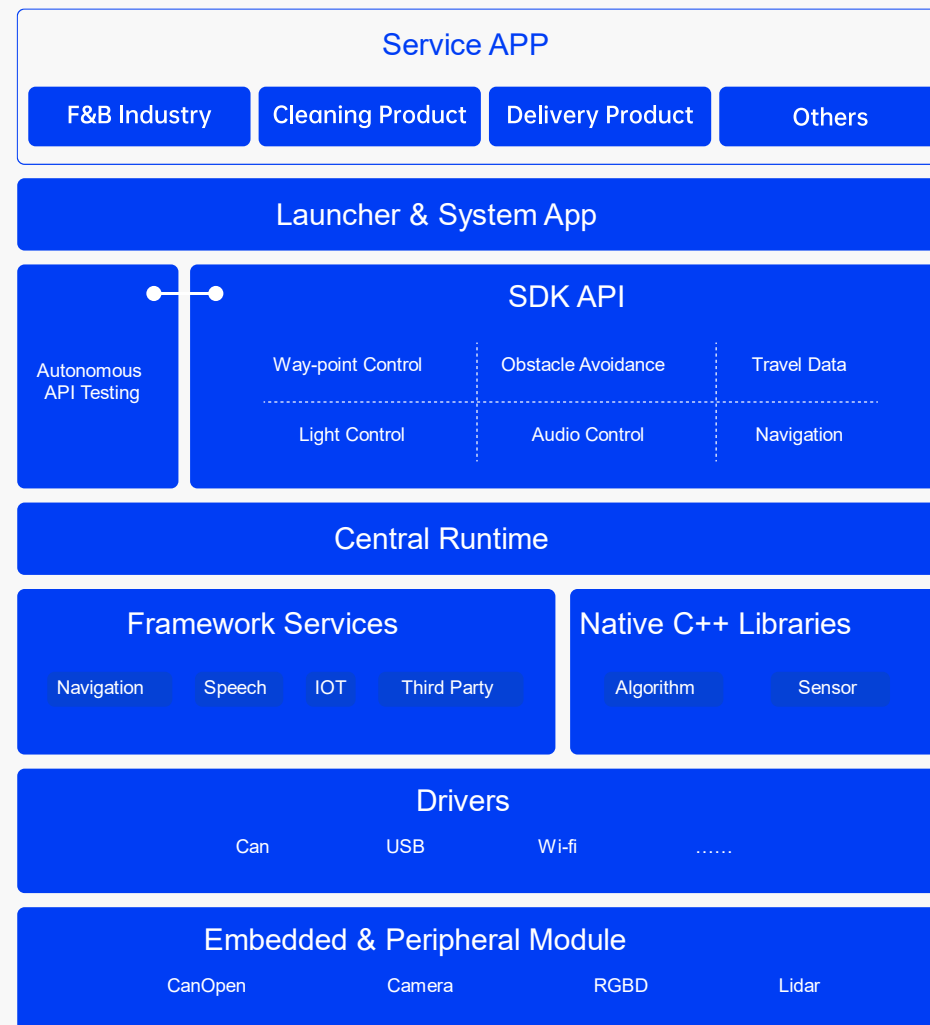 Service APP
F&B Industry
Cleaning Product
Delivery Product
Others
Launcher & System App
Autonomous
API Testing
SDK API
Way-point Control
Obstacle Avoidance
Travel Data
Light Control
Audio Control
Navigation
Central Runtime
Framework Services
Navigation
Speech
IOT
Third Party
Native C++ Libraries
Algorithm
Sensor
Drivers
Can
USB
Wi-fi
……
Embedded & Peripheral Module
CanOpen
Camera
RGBD
Lidar